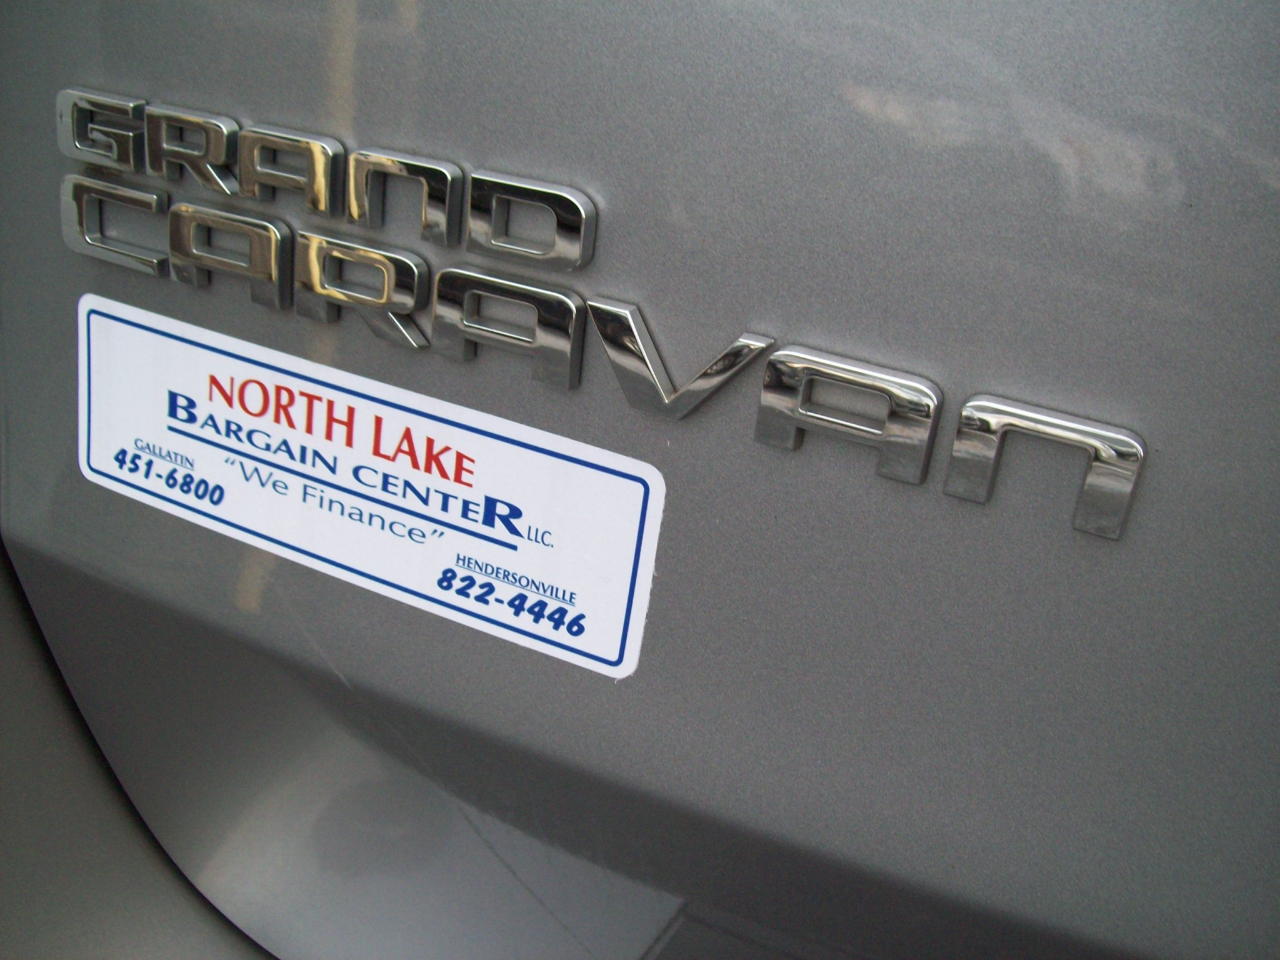 GRAND
CARAVAN
NORTH LAKE
BARGAIN CENTER LLC.
"We Finance"
GALLATIN
451-6800
HENDERSONVILLE
822-4446